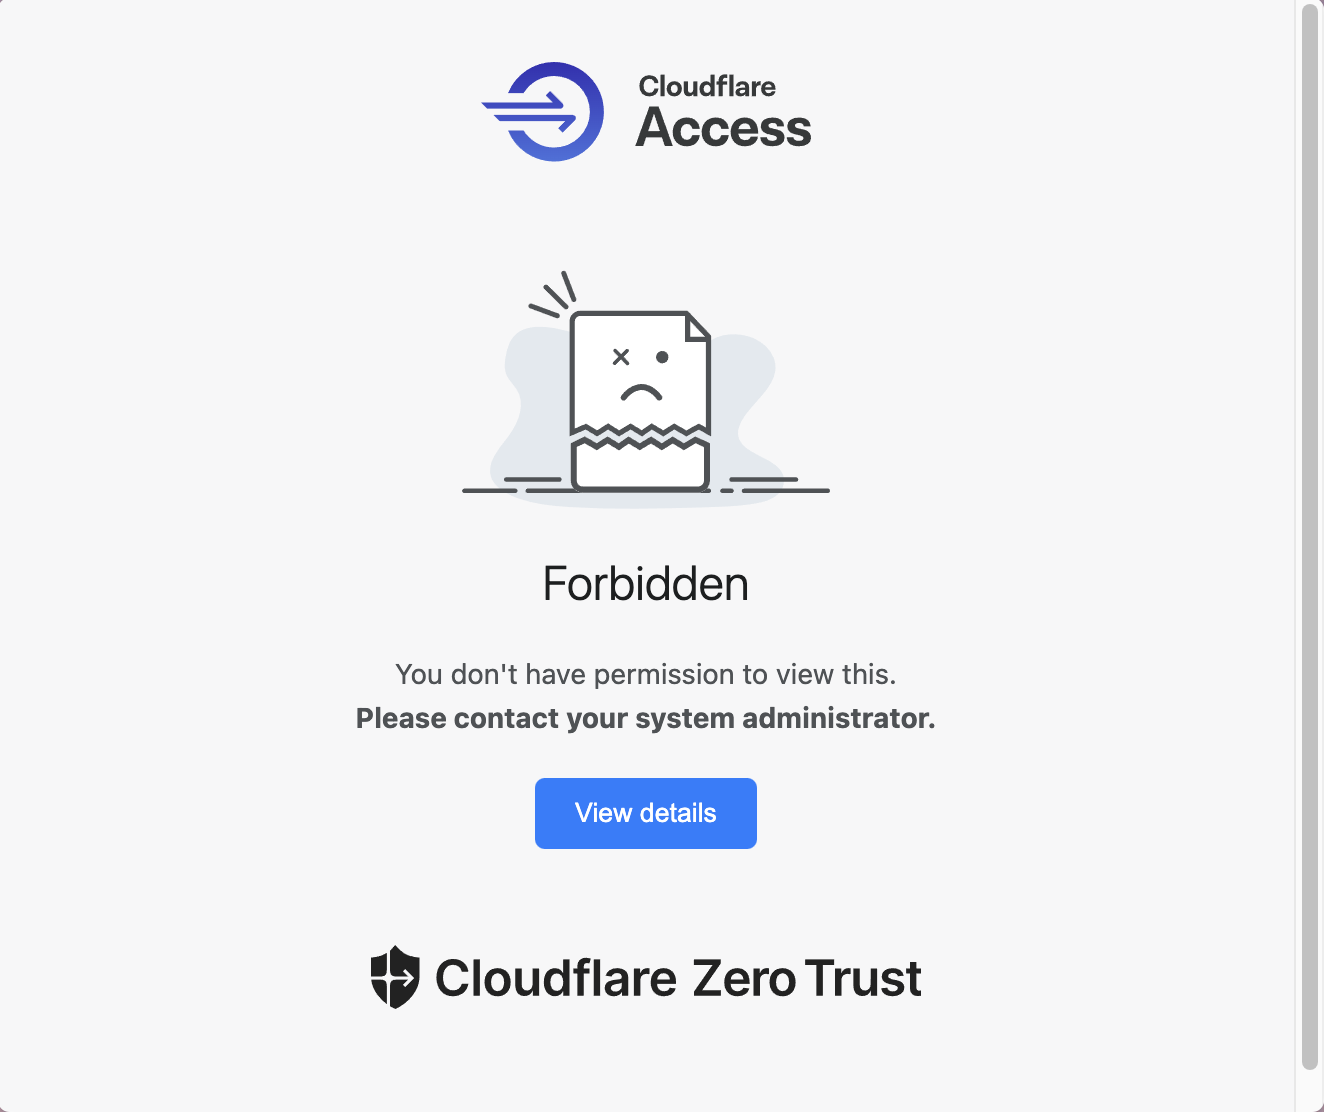 Cloudflare
Access
Forbidden
You don't have permission to view this.
Please contact your system administrator.
View details
Cloudflare Zero Trust